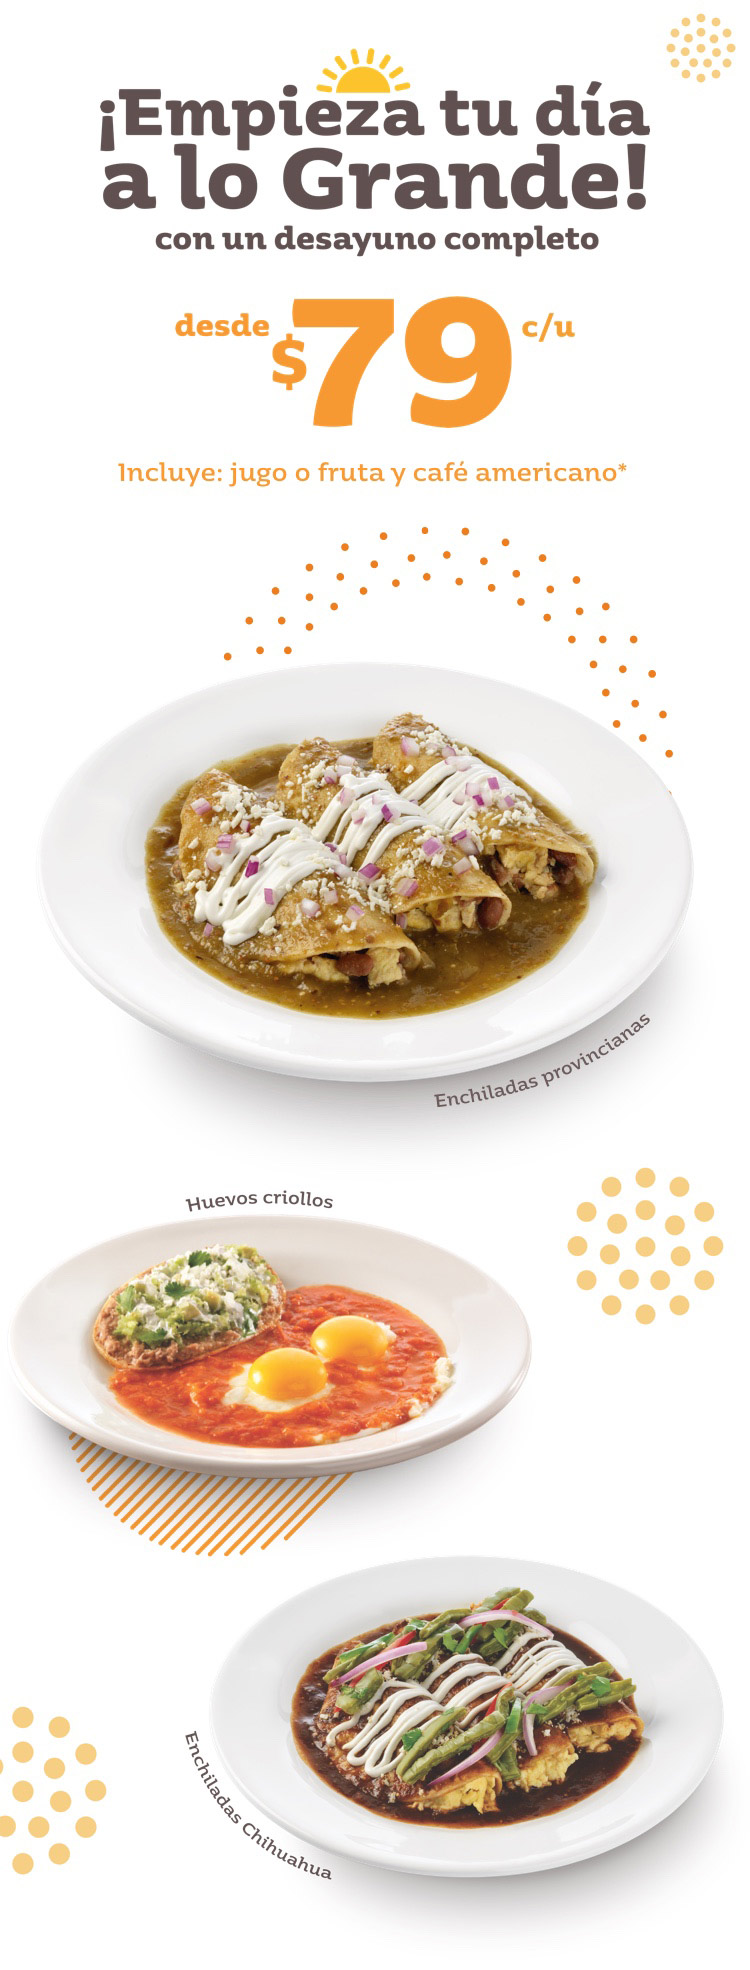 ¡Empieza tu día
a lo Grande!
con un desayuno completo
desde $79 c/u
Incluye: jugo o fruta y café americano*
Enchiladas provincianas
Huevos criollos
Enchiladas Chihuahua